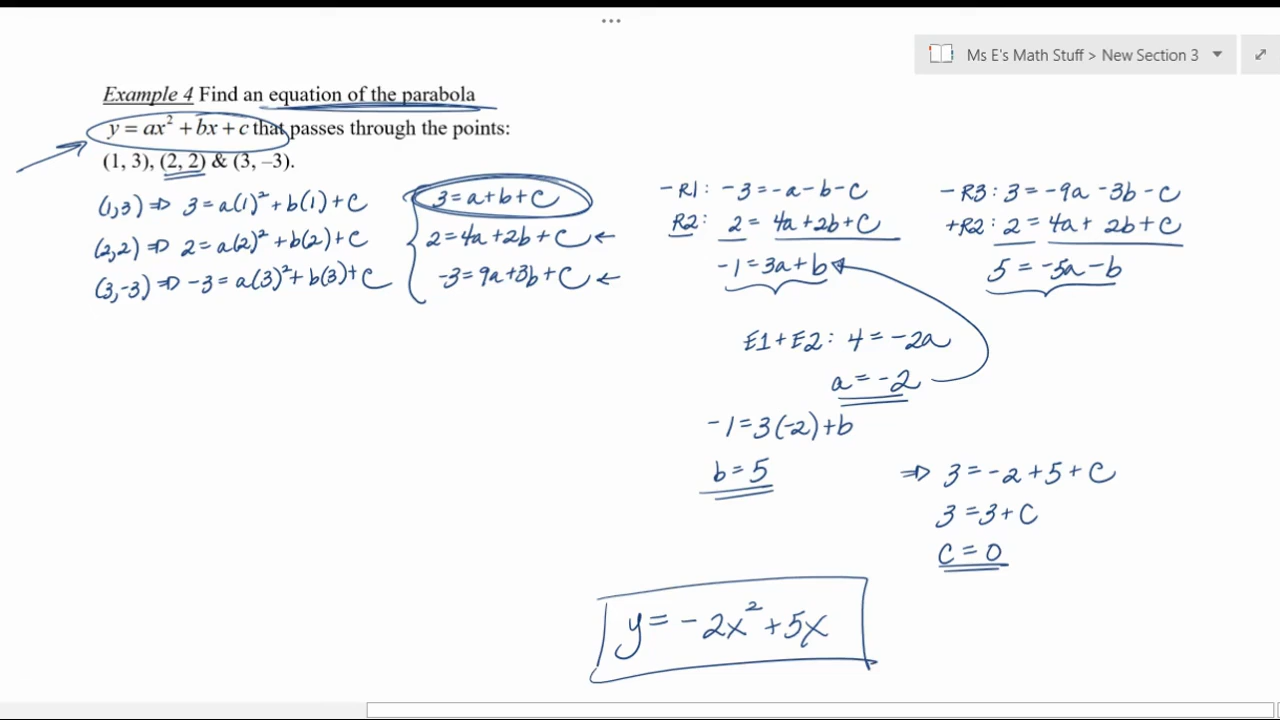 Ms E's Math Stuff > New Section 3
Example 4 Find an equation of the parabola
y = ax² + bx + c that passes through the points:
(1, 3), (2, 2) & (3, –3).
(1,3) ⇒ 3 = a(1)² + b(1) + c
(2,2) ⇒ 2 = a(2)² + b(2) + c
(3,-3) ⇒ -3 = a(3)² + b(3) + c
3 = a + b + c
2 = 4a + 2b + c ←
-3 = 9a + 3b + c ←
-R1: -3 = -a - b - c
R2: 2 = 4a + 2b + c
-1 = 3a + b
-R3: 3 = -9a - 3b - c
+R2: 2 = 4a + 2b + c
5 = -5a - b
E1 + E2: 4 = -2a
a = -2
-1 = 3(-2) + b
b = 5
⇒ 3 = -2 + 5 + c
3 = 3 + c
c = 0
y = -2x² + 5x